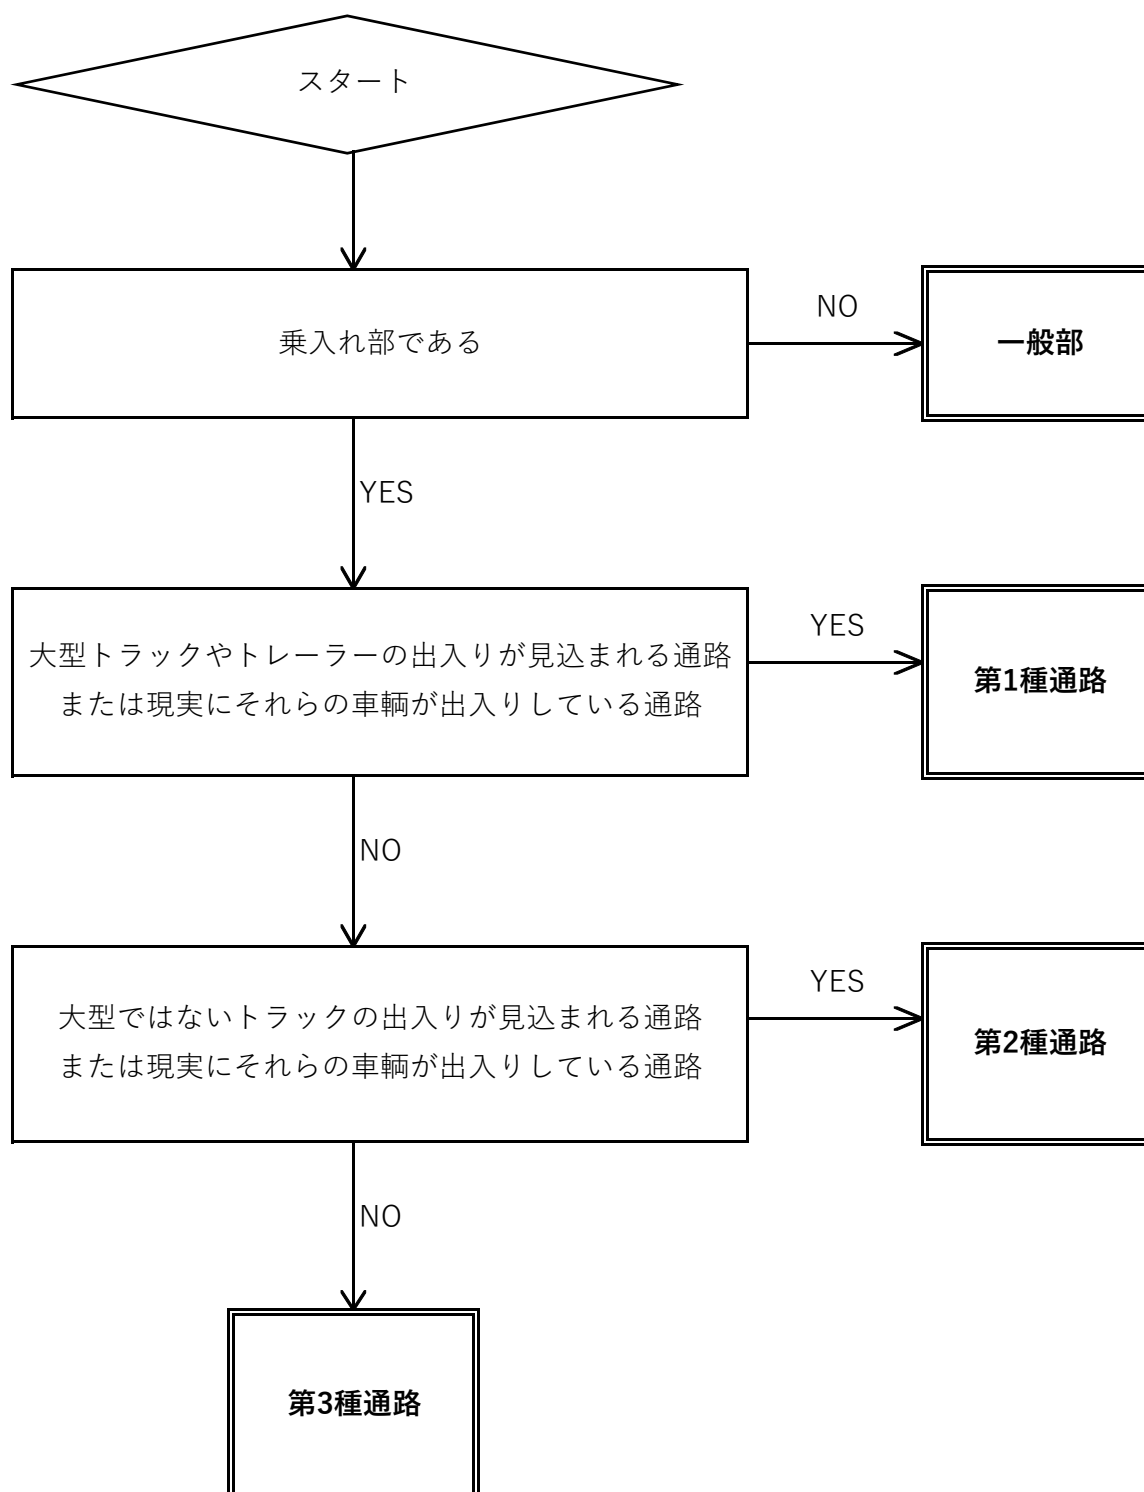 スタート
乗入れ部である
NO
一般部
YES
大型トラックやトレーラーの出入りが見込まれる通路
または現実にそれらの車輌が出入りしている通路
YES
第1種通路
NO
大型ではないトラックの出入りが見込まれる通路
または現実にそれらの車輌が出入りしている通路
YES
第2種通路
NO
第3種通路